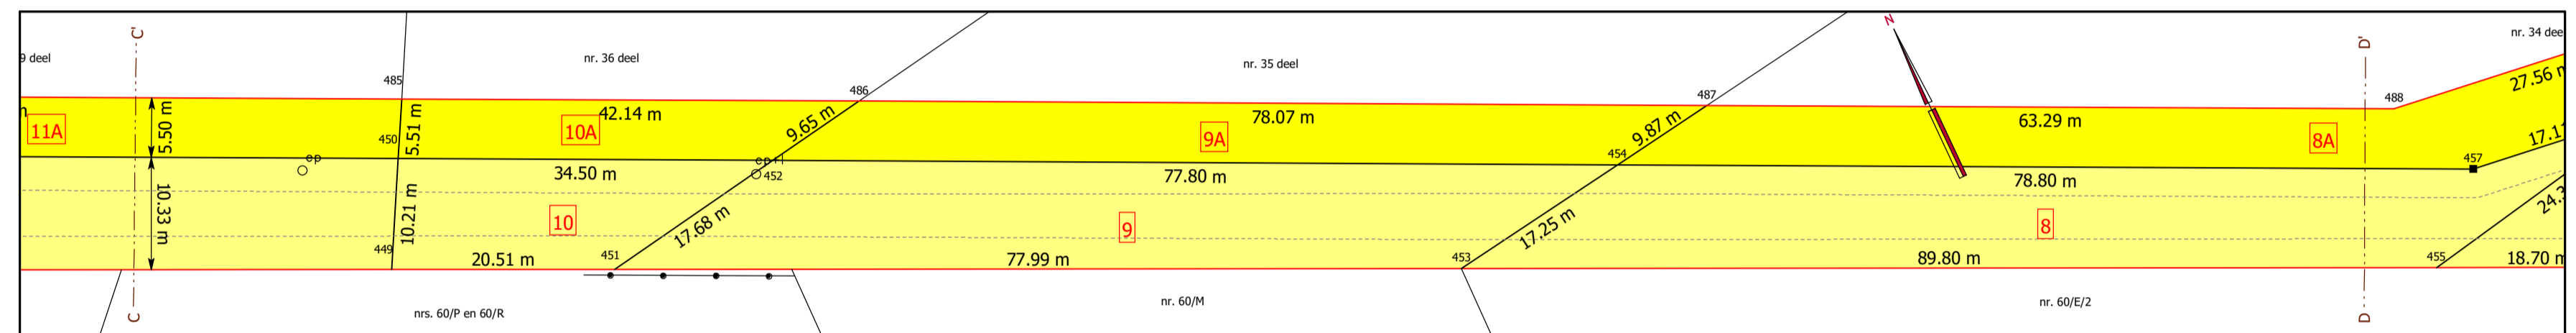 C'
9 deel
nr. 36 deel
nr. 35 deel
N
D'
nr. 34 dee
485
486
487
488
27.56 m
11A
5.50 m
450
5.51 m
42.14 m
10A
9.65 m
78.07 m
9A
9.87 m
63.29 m
8A
17.1
ep
34.50 m
452
77.80 m
454
78.80 m
457
10.33 m
10.21 m
10
17.68 m
9
17.25 m
8
24.
449
20.51 m
451
77.99 m
453
89.80 m
455
18.70 m
C
nrs. 60/P en 60/R
nr. 60/M
nr. 60/E/2
D